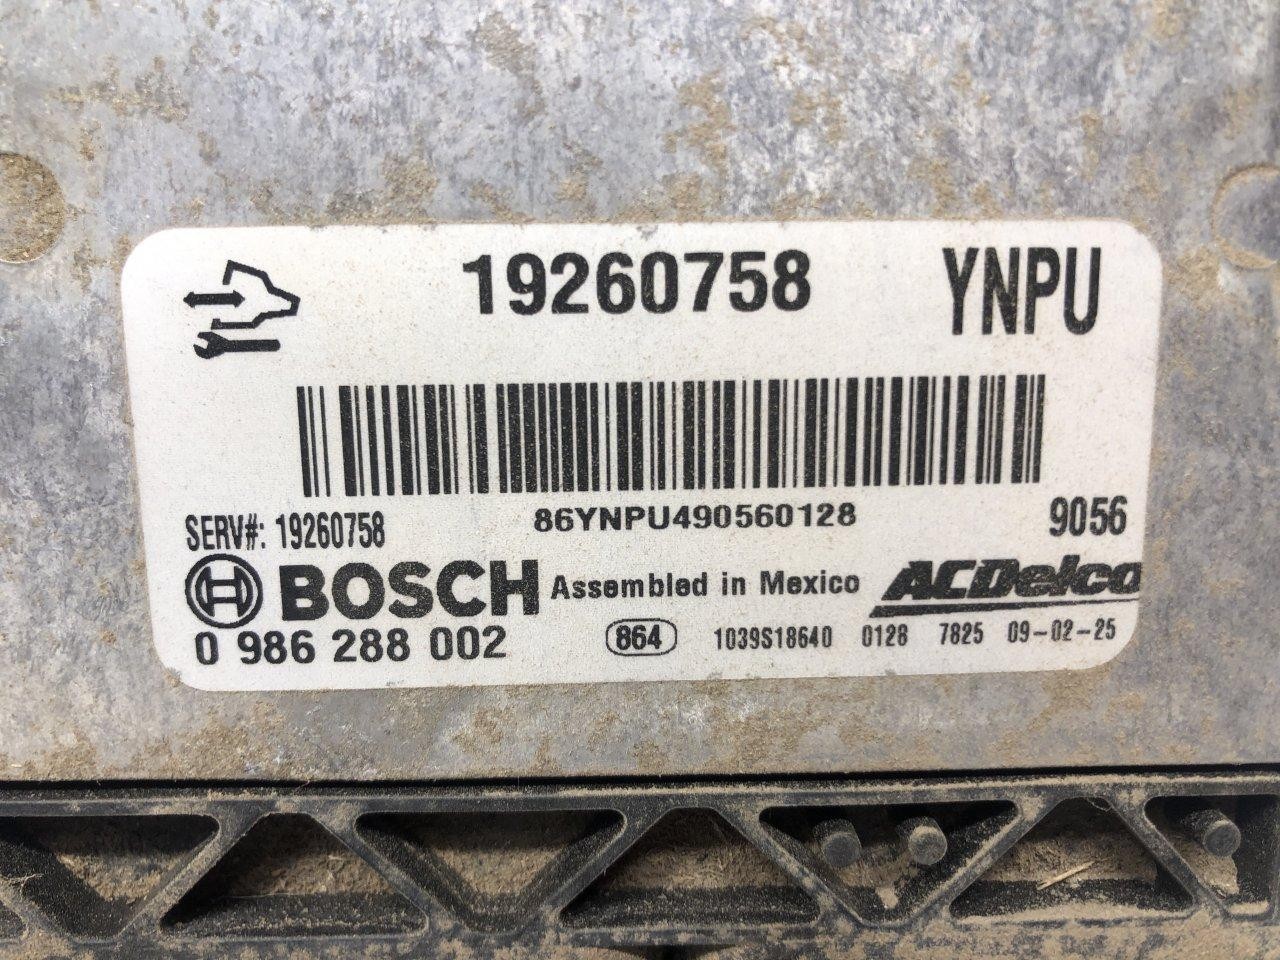 19260758 YNPU
86YNPU490560128
SERV#: 19260758 9056
BOSCH Assembled in Mexico ACDelco
0 986 288 002 864 1039S18640 0128 7825 09-02-25